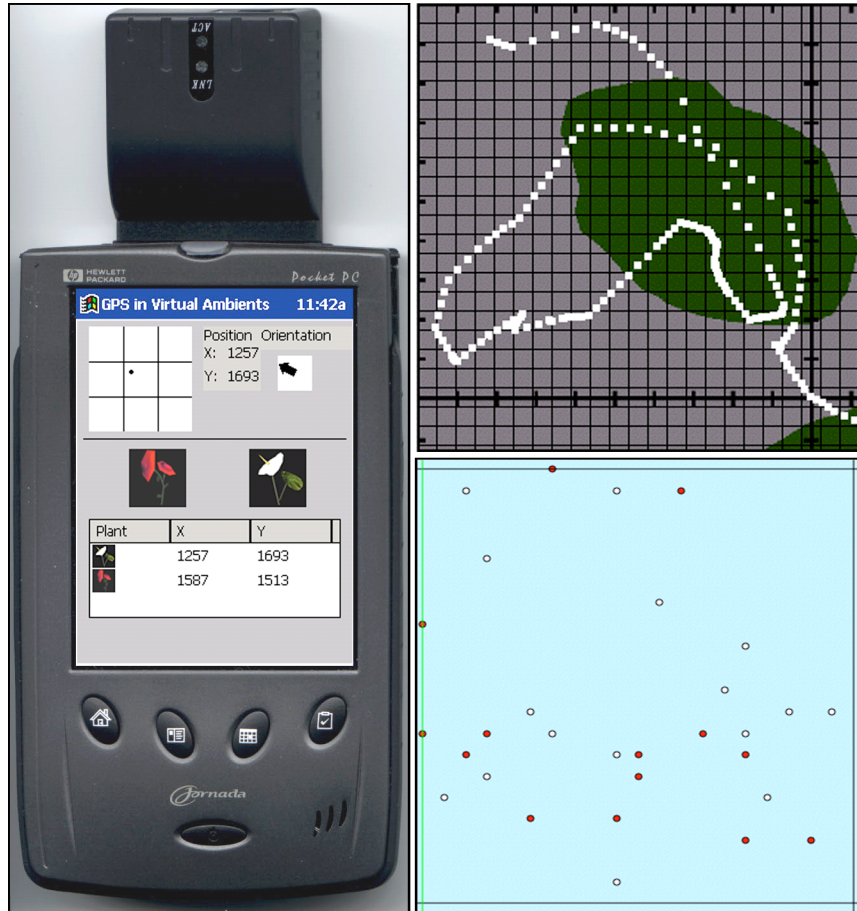 ACT
LNK
hp HEWLETT
PACKARD
Pocket PC
GPS in Virtual Ambients 11:42a
Position Orientation
X: 1257
Y: 1693
Plant X Y
1257 1693
1587 1513
Jornada